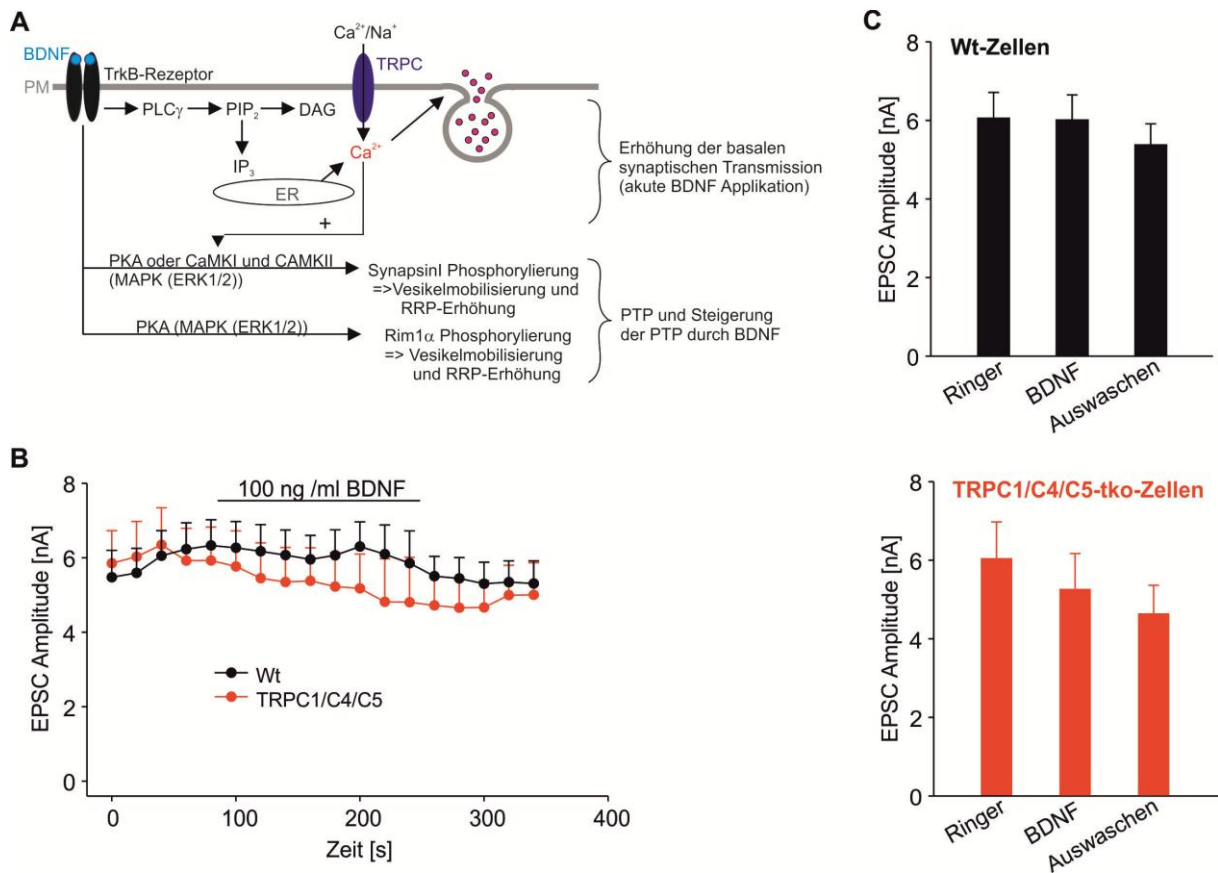 A
Ca²⁺/Na⁺
BDNF
TrkB-Rezeptor
TRPC
PM
PLCγ
PIP₂
DAG
IP₃
Ca²⁺
ER
+
Erhöhung der basalen
synaptischen Transmission
(akute BDNF Applikation)
PKA oder CaMKI und CAMKII
(MAPK (ERK1/2))
SynapsinI Phosphorylierung
=>Vesikelmobilisierung und
RRP-Erhöhung
PKA (MAPK (ERK1/2))
Rim1α Phosphorylierung
=> Vesikelmobilisierung
und RRP-Erhöhung
PTP und Steigerung
der PTP durch BDNF
B
100 ng /ml BDNF
EPSC Amplitude [nA]
8
6
4
2
0
Wt
TRPC1/C4/C5
0 100 200 300 400
Zeit [s]
C
Wt-Zellen
EPSC Amplitude [nA]
8
6
4
2
0
Ringer
BDNF
Auswaschen
TRPC1/C4/C5-tko-Zellen
EPSC Amplitude [nA]
8
6
4
2
0
Ringer
BDNF
Auswaschen